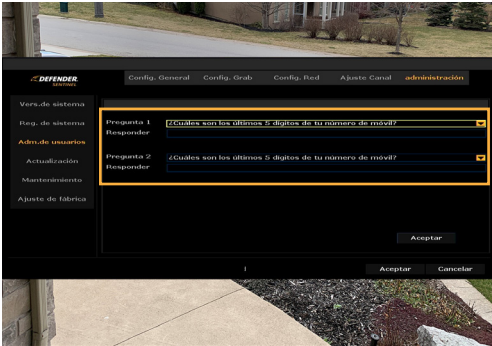 DEFENDER
SENTINEL
Config. General Config. Grab Config. Red Ajuste Canal administración
Vers.de sistema
Reg. de sistema
Adm.de usuarios
Actualización
Mantenimiento
Ajuste de fábrica
Pregunta 1 ¿Cuáles son los últimos 5 dígitos de tu número de móvil?
Responder
Pregunta 2 ¿Cuáles son los últimos 5 dígitos de tu número de móvil?
Responder
Aceptar
Aceptar Cancelar